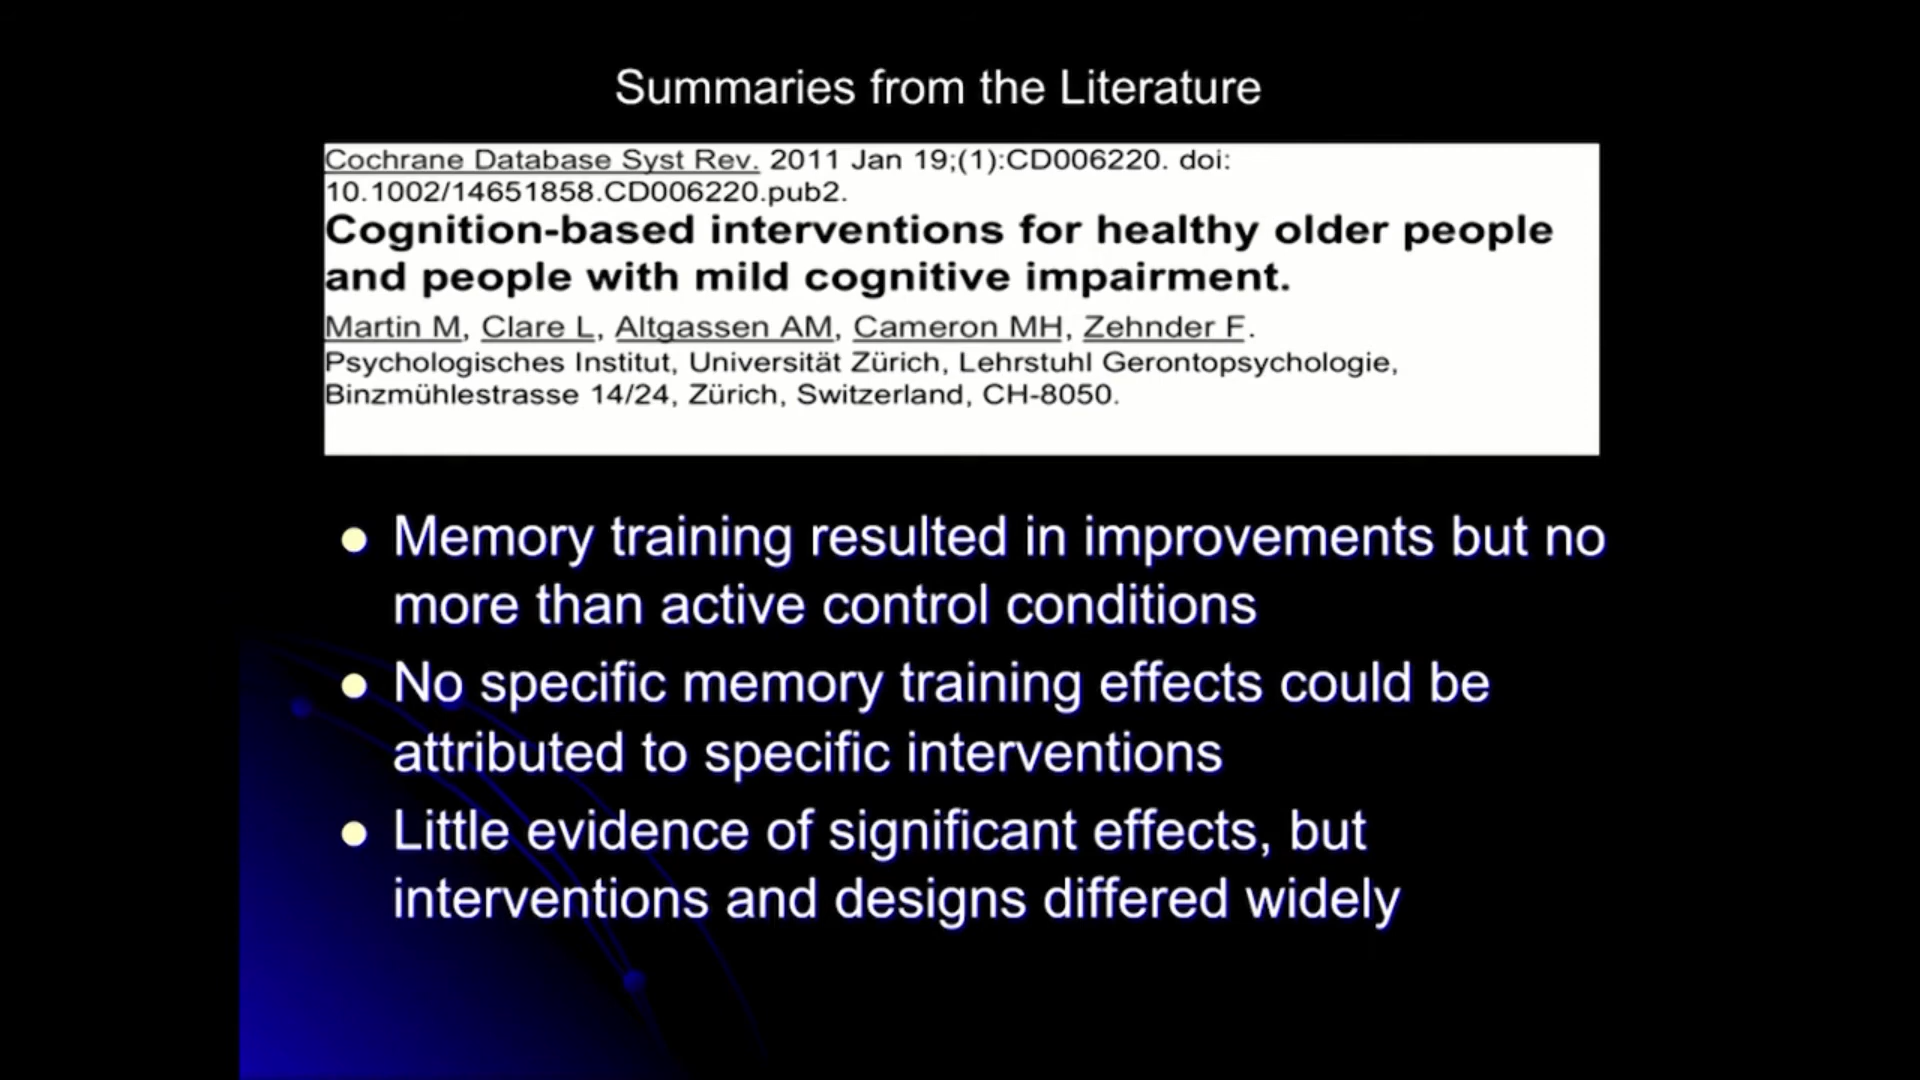 Summaries from the Literature
Cochrane Database Syst Rev. 2011 Jan 19;(1):CD006220. doi:
10.1002/14651858.CD006220.pub2.
Cognition-based interventions for healthy older people
and people with mild cognitive impairment.
Martin M, Clare L, Altgassen AM, Cameron MH, Zehnder F.
Psychologisches Institut, Universität Zürich, Lehrstuhl Gerontopsychologie,
Binzmühlestrasse 14/24, Zürich, Switzerland, CH-8050.
● Memory training resulted in improvements but no
more than active control conditions
● No specific memory training effects could be
attributed to specific interventions
● Little evidence of significant effects, but
interventions and designs differed widely